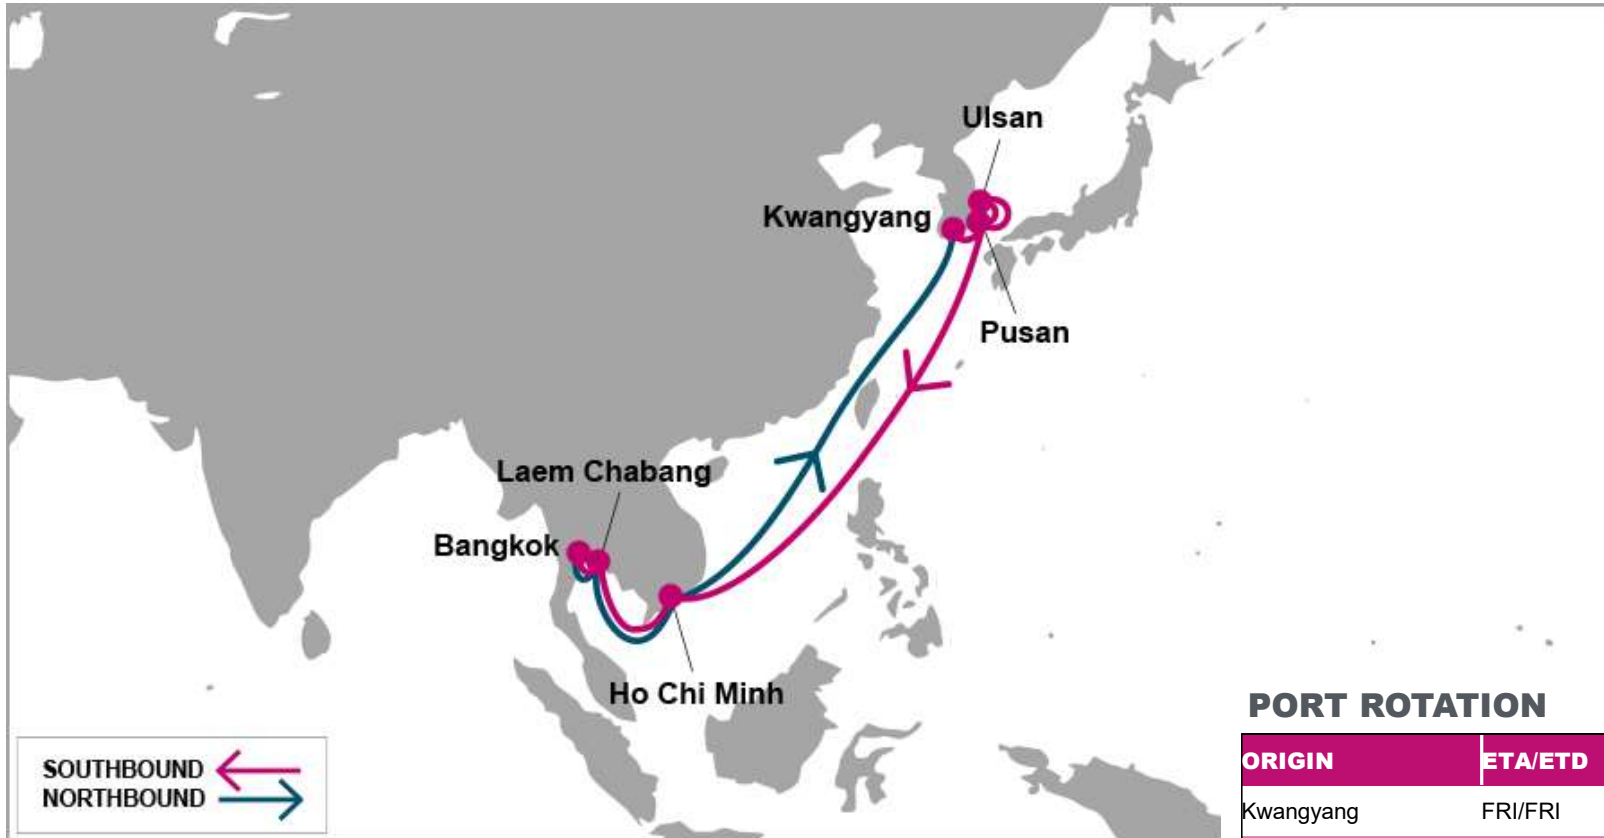 Ulsan
Kwangyang
Pusan
Laem Chabang
Bangkok
Ho Chi Minh
SOUTHBOUND
NORTHBOUND
PORT ROTATION
ORIGIN ETA/ETD
Kwangyang FRI/FRI